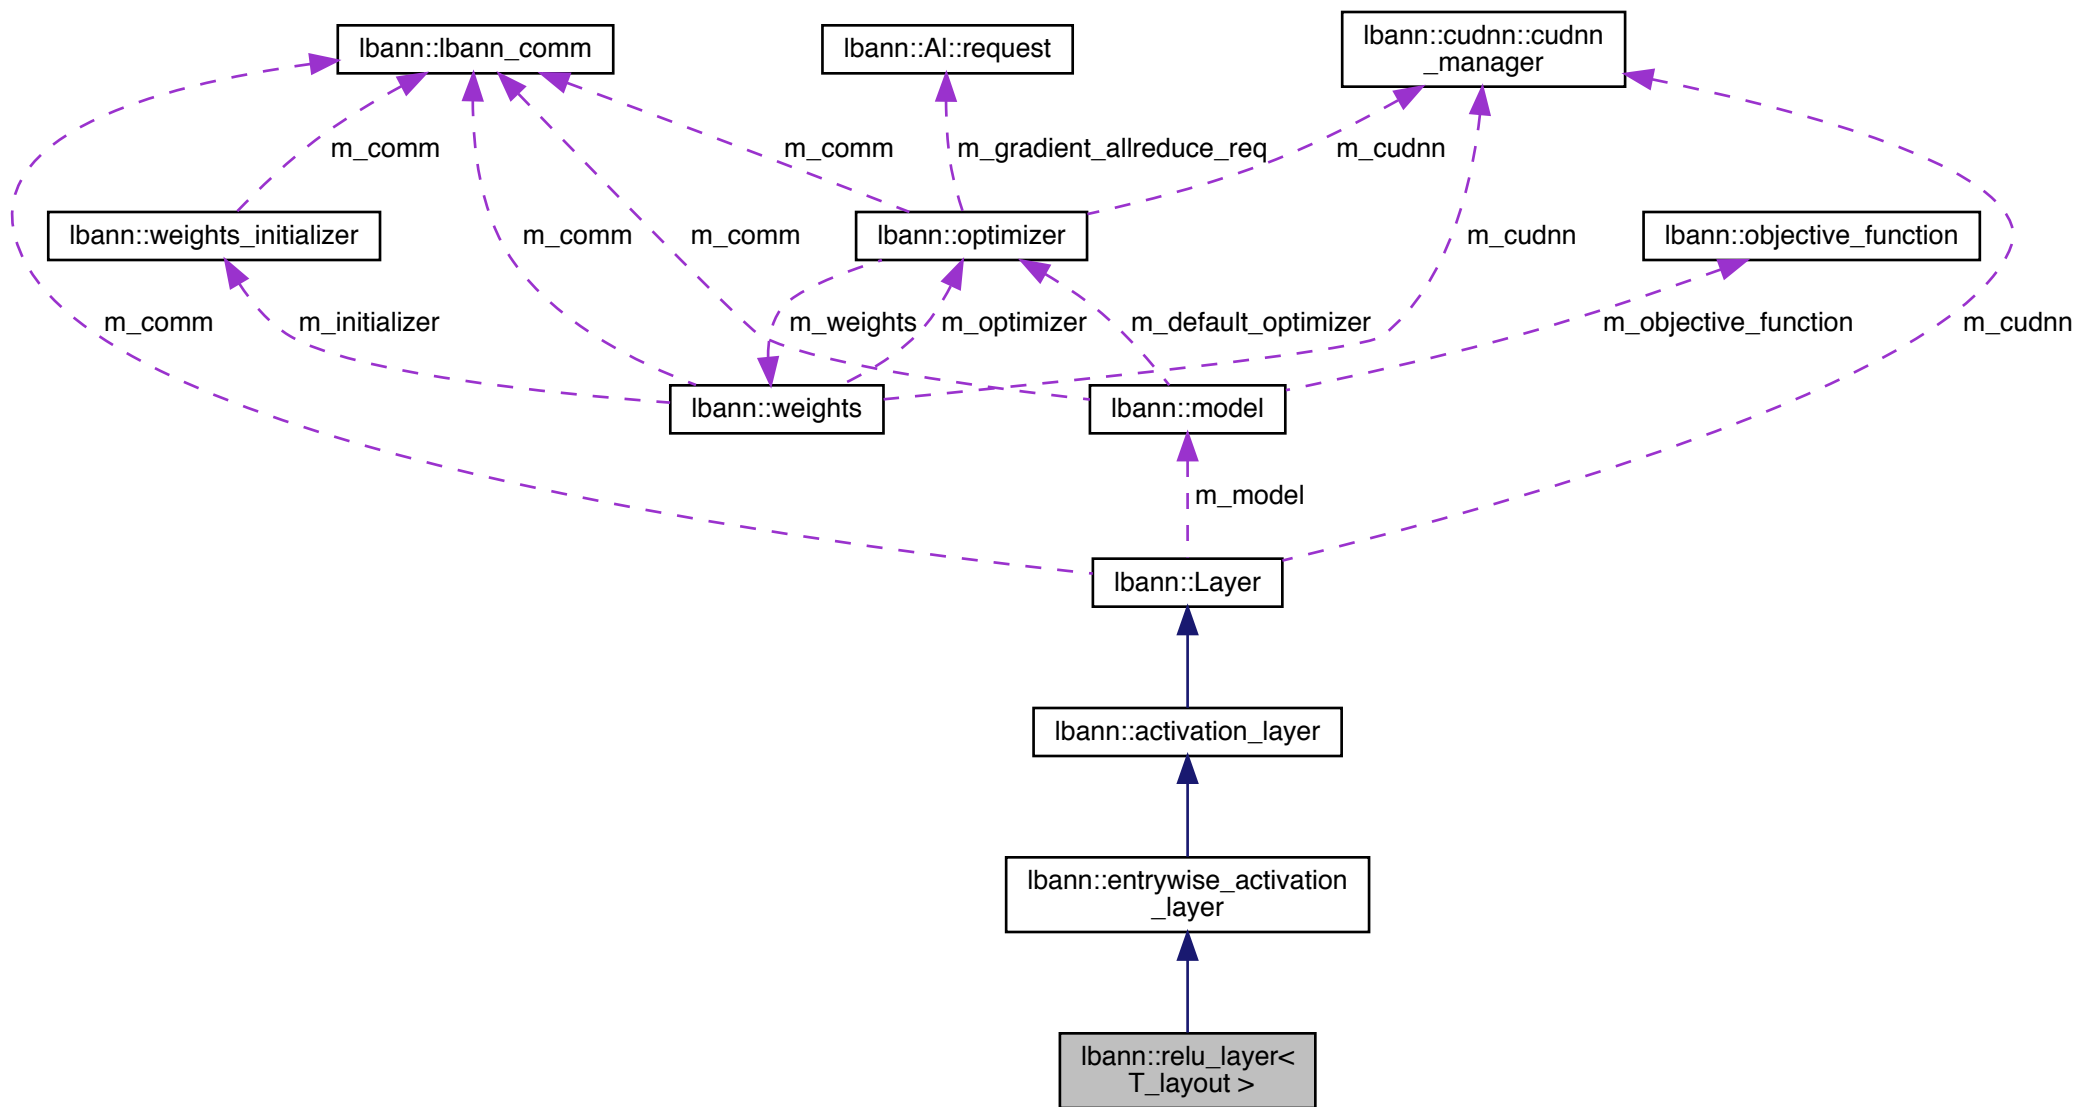 lbann::lbann_comm
lbann::Al::request
lbann::cudnn::cudnn
_manager
m_comm
m_comm
m_gradient_allreduce_req
m_cudnn
lbann::weights_initializer
m_comm
m_comm
lbann::optimizer
m_cudnn
lbann::objective_function
m_comm
m_initializer
m_weights
m_optimizer
m_default_optimizer
m_objective_function
m_cudnn
lbann::weights
lbann::model
m_model
lbann::Layer
lbann::activation_layer
lbann::entrywise_activation
_layer
lbann::relu_layer<
T_layout >